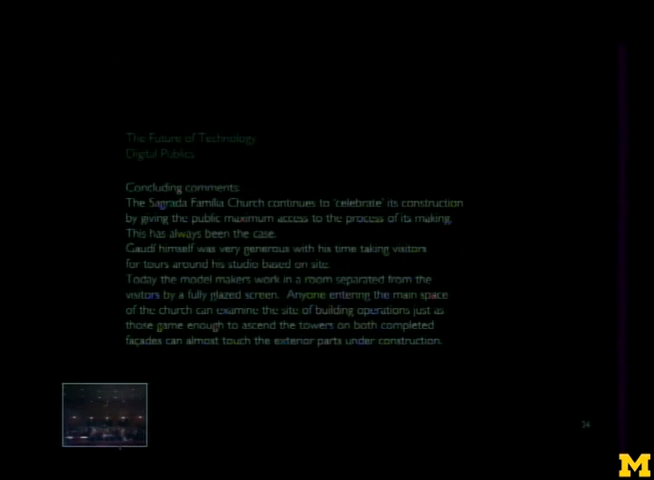 The Future of Technology
Digital Publics
Concluding comments:
The Sagrada Família Church continues to 'celebrate' its construction
by giving the public maximum access to the process of its making.
This has always been the case.
Gaudí himself was very generous with his time taking visitors
for tours around his studio based on site.
Today the model makers work in a room separated from the
visitors by a fully glazed screen. Anyone entering the main space
of the church can examine the site of building operations just as
those game enough to ascend the towers on both completed
façades can almost touch the exterior parts under construction.
34
M